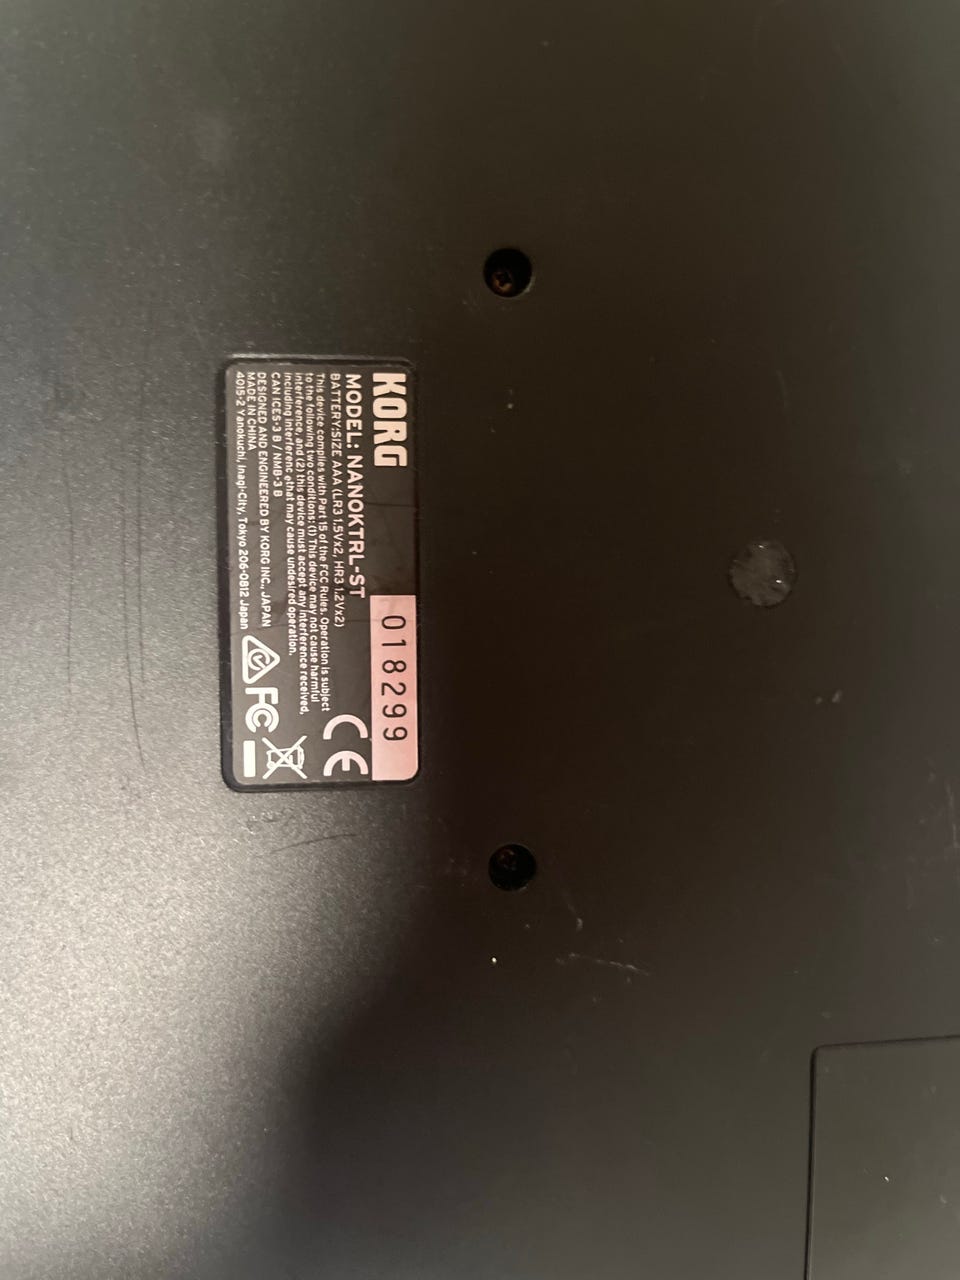 KORG
018299
MODEL: NANOKTRL-ST
BATTERY:SIZE AAA (LR3 1.5Vx2, HR3 1.2Vx2)
This device complies with Part 15 of the FCC Rules. Operation is subject
to the following two conditions: (1) This device may not cause harmful
interference, and (2) this device must accept any interference received,
including interference that may cause undesired operation.
CAN ICES-3 B / NMB-3 B
DESIGNED AND ENGINEERED BY KORG INC., JAPAN
MADE IN CHINA
4015-2 Yanokuchi, Inagi-City, Tokyo 206-0812 Japan
CE
FC